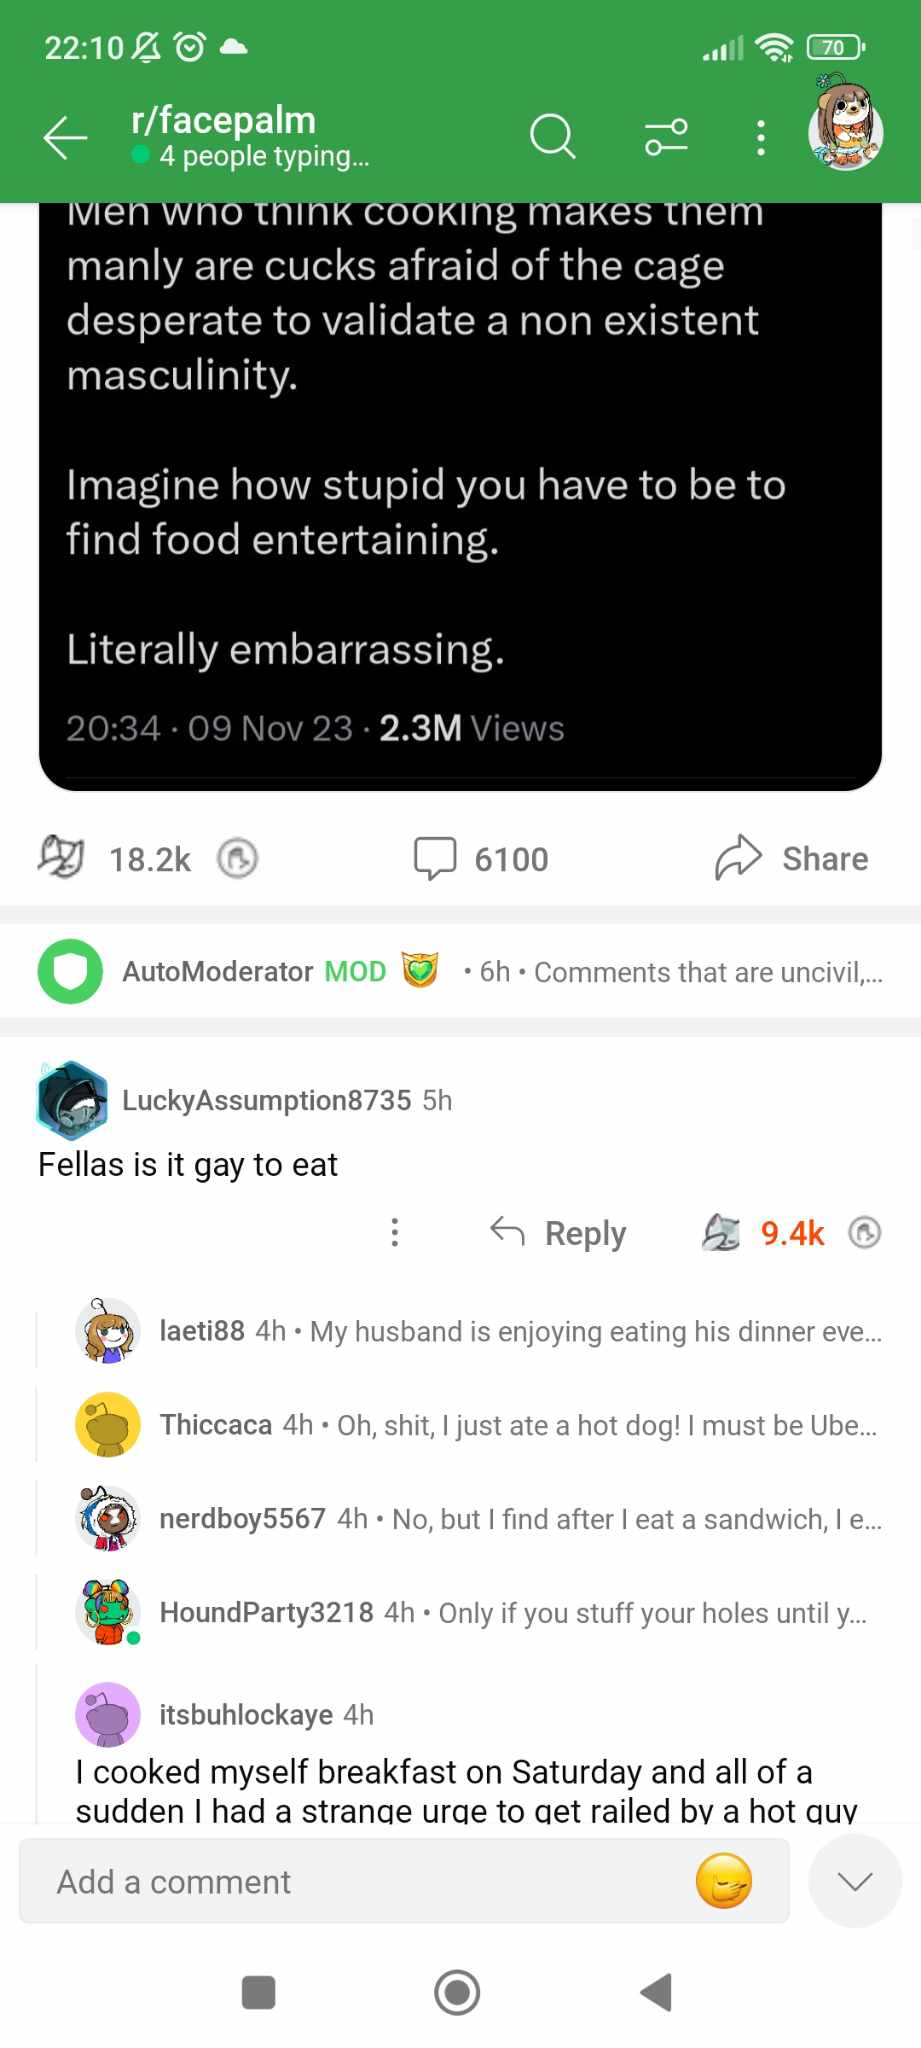 22:10
70
r/facepalm
4 people typing...
Men who think cooking makes them
manly are cucks afraid of the cage
desperate to validate a non existent
masculinity.
Imagine how stupid you have to be to
find food entertaining.
Literally embarrassing.
20:34 · 09 Nov 23 · 2.3M Views
18.2k
6100
Share
AutoModerator MOD • 6h • Comments that are uncivil,...
LuckyAssumption8735 5h
Fellas is it gay to eat
Reply
9.4k
laeti88 4h • My husband is enjoying eating his dinner eve...
Thiccaca 4h • Oh, shit, I just ate a hot dog! I must be Ube...
nerdboy5567 4h • No, but I find after I eat a sandwich, I e...
HoundParty3218 4h • Only if you stuff your holes until y...
itsbuhlockaye 4h
I cooked myself breakfast on Saturday and all of a
sudden I had a strange urge to get railed by a hot guy
Add a comment